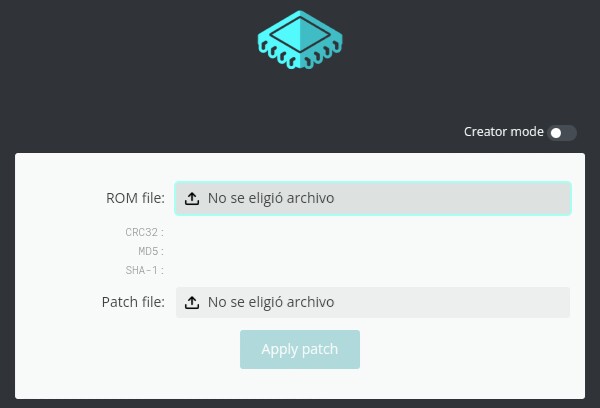 Creator mode
ROM file: No se eligió archivo
CRC32:
MD5:
SHA-1:
Patch file: No se eligió archivo
Apply patch